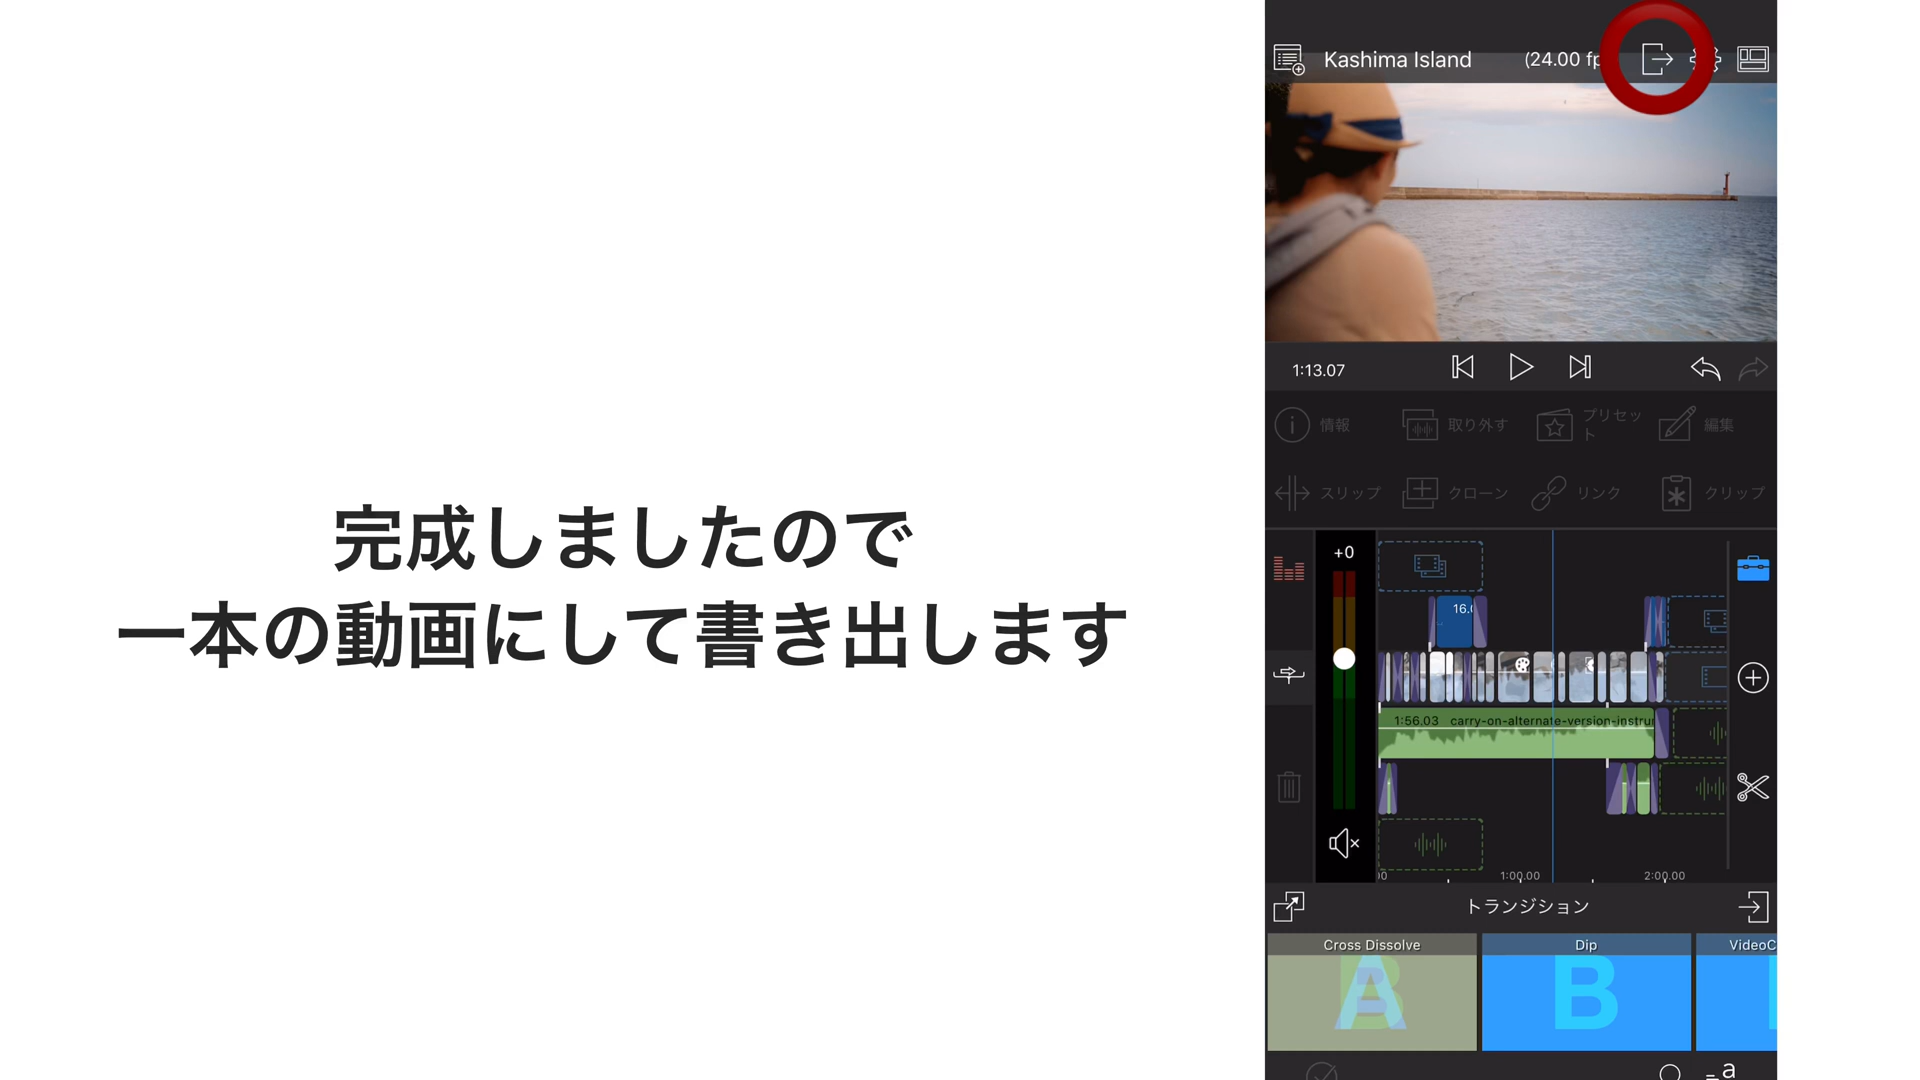 完成しましたので
一本の動画にして書き出します
Kashima Island (24.00 fp
1:13.07
情報 取り外す プリセット 編集
スリップ クローン リンク クリップ
+0
16.0
1:56.03 carry-on-alternate-version-instru
1:00.00 2:00.00
トランジション
Cross Dissolve Dip VideoC
A B B
a